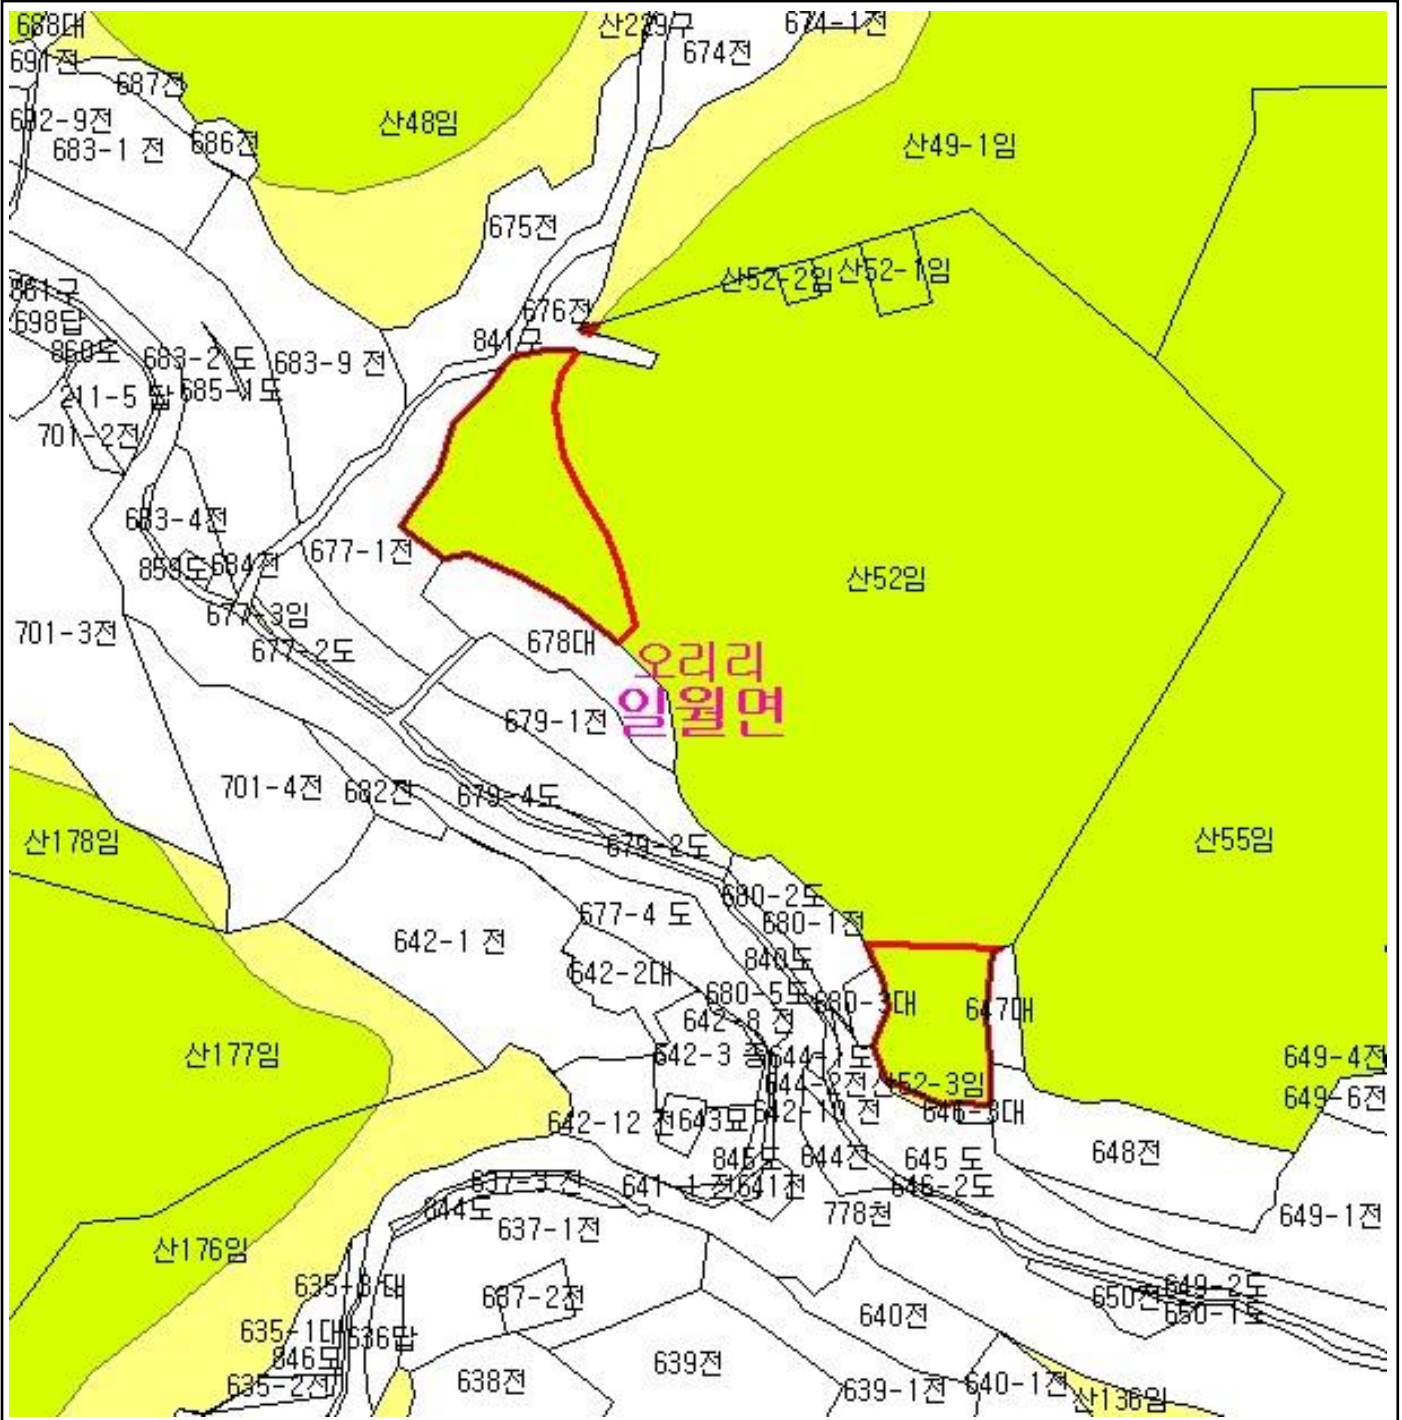 688대
산229구
674-1전
674전
691전
687전
산48임
692-9전
683-1 전
686전
산49-1임
675전
산52-2임
산52-1임
861구
698답
676전
841구
860도
683-2 도
683-9 전
211-5 답
685-1도
701-2전
683-4전
677-1전
859도
684전
산52임
677-3임
701-3전
677-2도
678대
오리리
일월면
679-1전
701-4전
682전
679-4도
산178임
679-2도
산55임
680-2도
677-4 도
680-1전
642-1 전
840도
642-2대
680-5도
680-3대
647대
642-8 전
산177임
642-3 종
644-1도
649-4전
644-2전
산52-3임
649-6전
642-10 전
646-3대
642-12 전
643묘
845도
644전
645 도
648전
637-3 전
641-1 전
641전
646-2도
844도
637-1전
778천
649-1전
산176임
635-3 대
637-2전
649-2도
650전
650-1도
640전
635-1대
636답
846도
639전
635-2전
638전
639-1전
640-1전
산136임